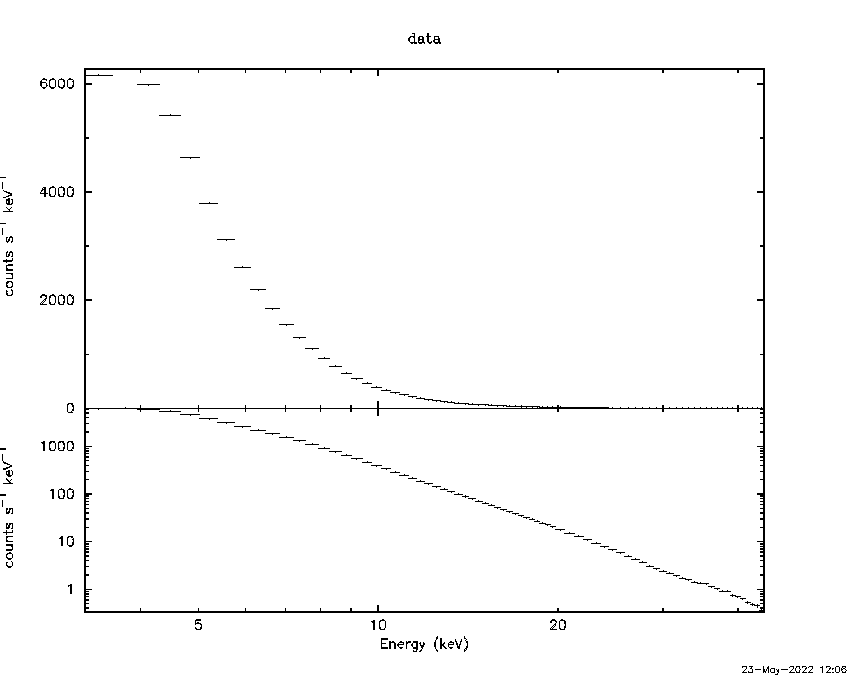 data
6000
4000
2000
0
counts s⁻¹ keV⁻¹
1000
100
10
1
counts s⁻¹ keV⁻¹
5 10 20
Energy (keV)
23-May-2022 12:06